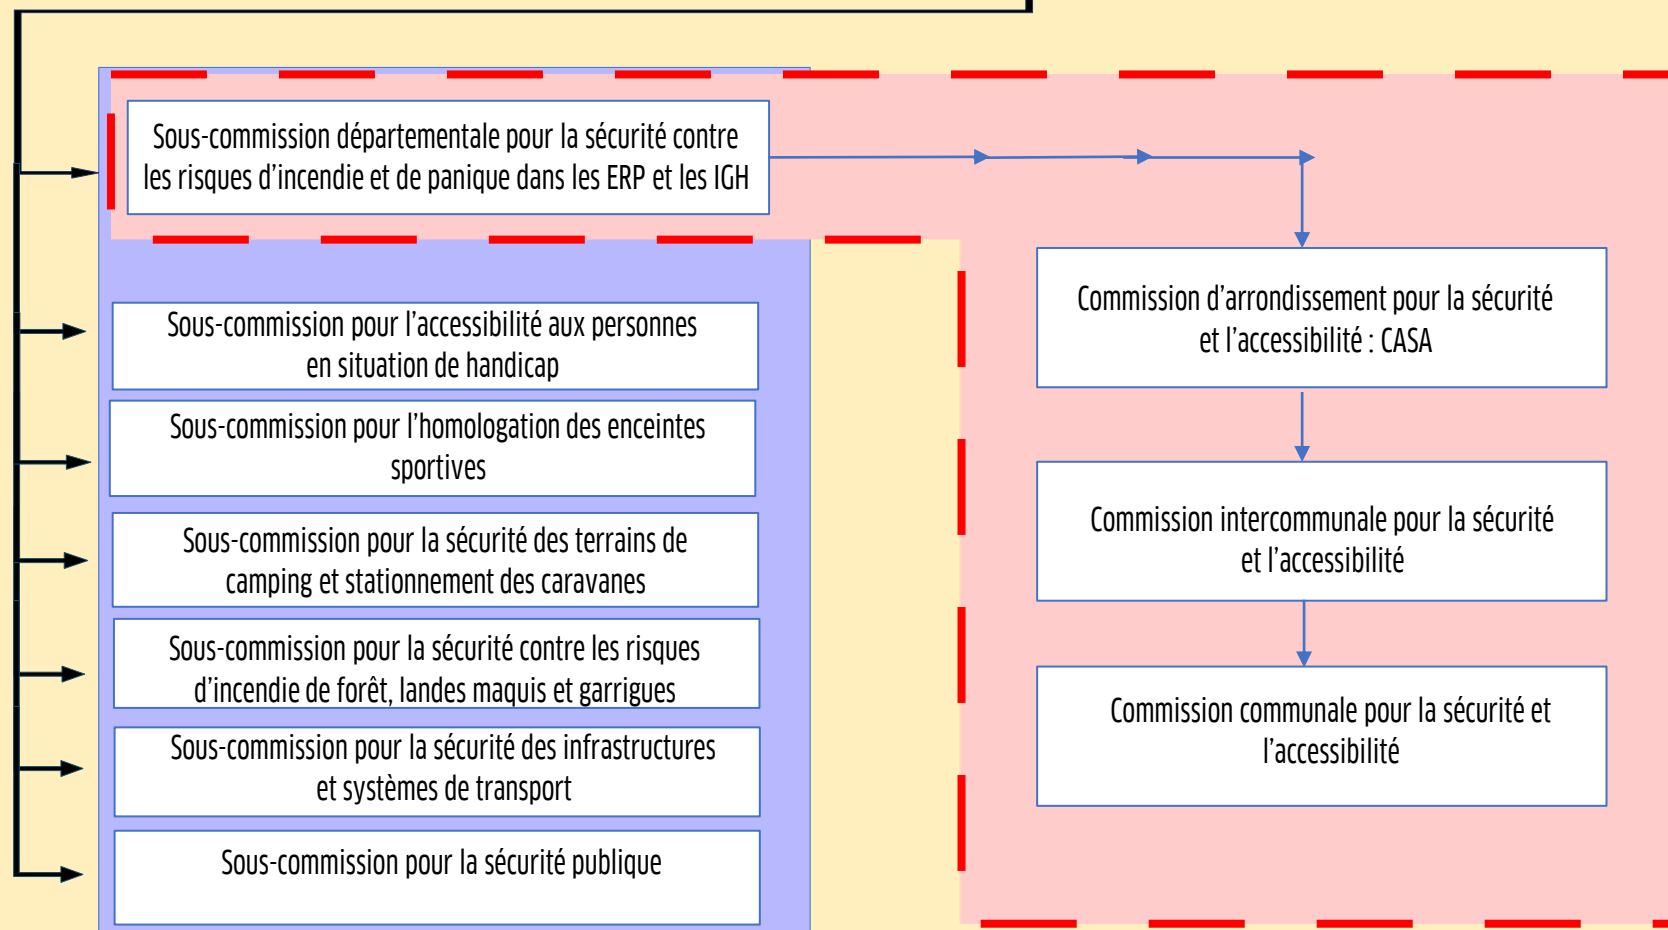 Sous-commission départementale pour la sécurité contre
les risques d'incendie et de panique dans les ERP et les IGH
Sous-commission pour l'accessibilité aux personnes
en situation de handicap
Sous-commission pour l'homologation des enceintes
sportives
Sous-commission pour la sécurité des terrains de
camping et stationnement des caravanes
Sous-commission pour la sécurité contre les risques
d'incendie de forêt, landes maquis et garrigues
Sous-commission pour la sécurité des infrastructures
et systèmes de transport
Sous-commission pour la sécurité publique
Commission d'arrondissement pour la sécurité
et l'accessibilité : CASA
Commission intercommunale pour la sécurité
et l'accessibilité
Commission communale pour la sécurité et
l'accessibilité